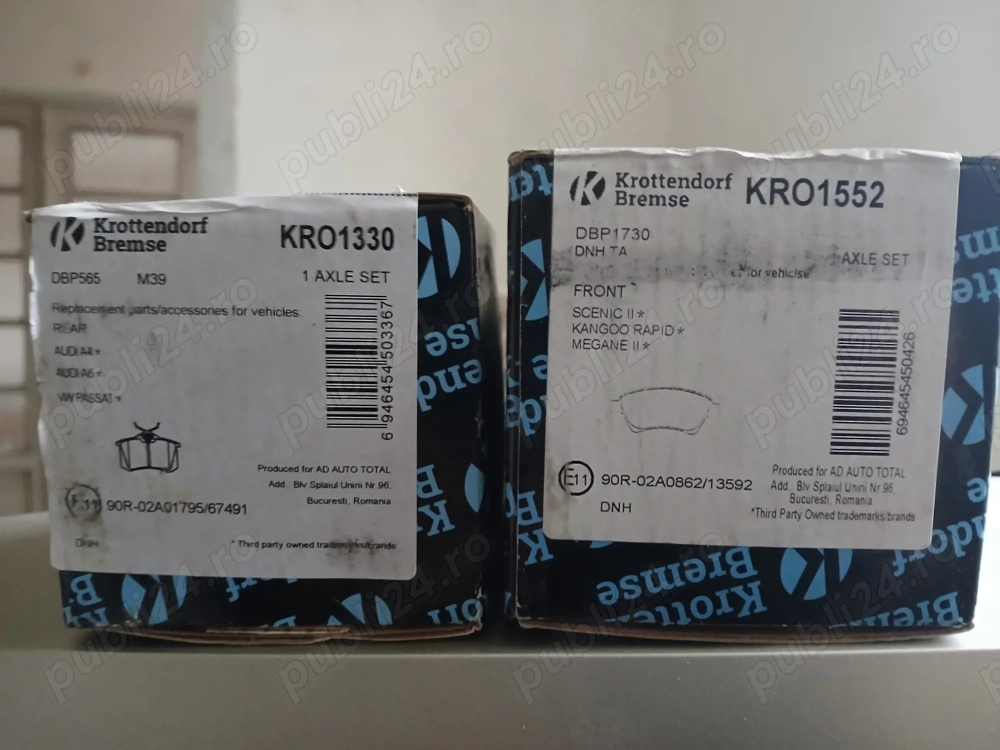 Krottendorf
Bremse
KRO1330
DBP565 M39
1 AXLE SET
Replacement parts/accessories for vehicles
REAR
AUDI A4*
AUDI A6*
VW PASSAT*
6 946454 503367
Produced for AD AUTO TOTAL
Add.: Blv Splaiul Unirii Nr.96,
Bucuresti, Romania
E11 90R-02A01795/67491
DNH
* Third party owned brands
Krottendorf
Bremse
KRO1552
DBP1730
DNH TA
AXLE SET
for vehiclse
FRONT
SCENIC II*
KANGOO RAPID*
MEGANE II*
694645450426
E11 90R-02A0862/13592
DNH
Produced for AD AUTO TOTAL
Add.: Blv Splaiul Unirii Nr.96,
Bucuresti, Romania
*Third Party Owned trademarks/brands
Krottendorf
Bremse
publi24.ro